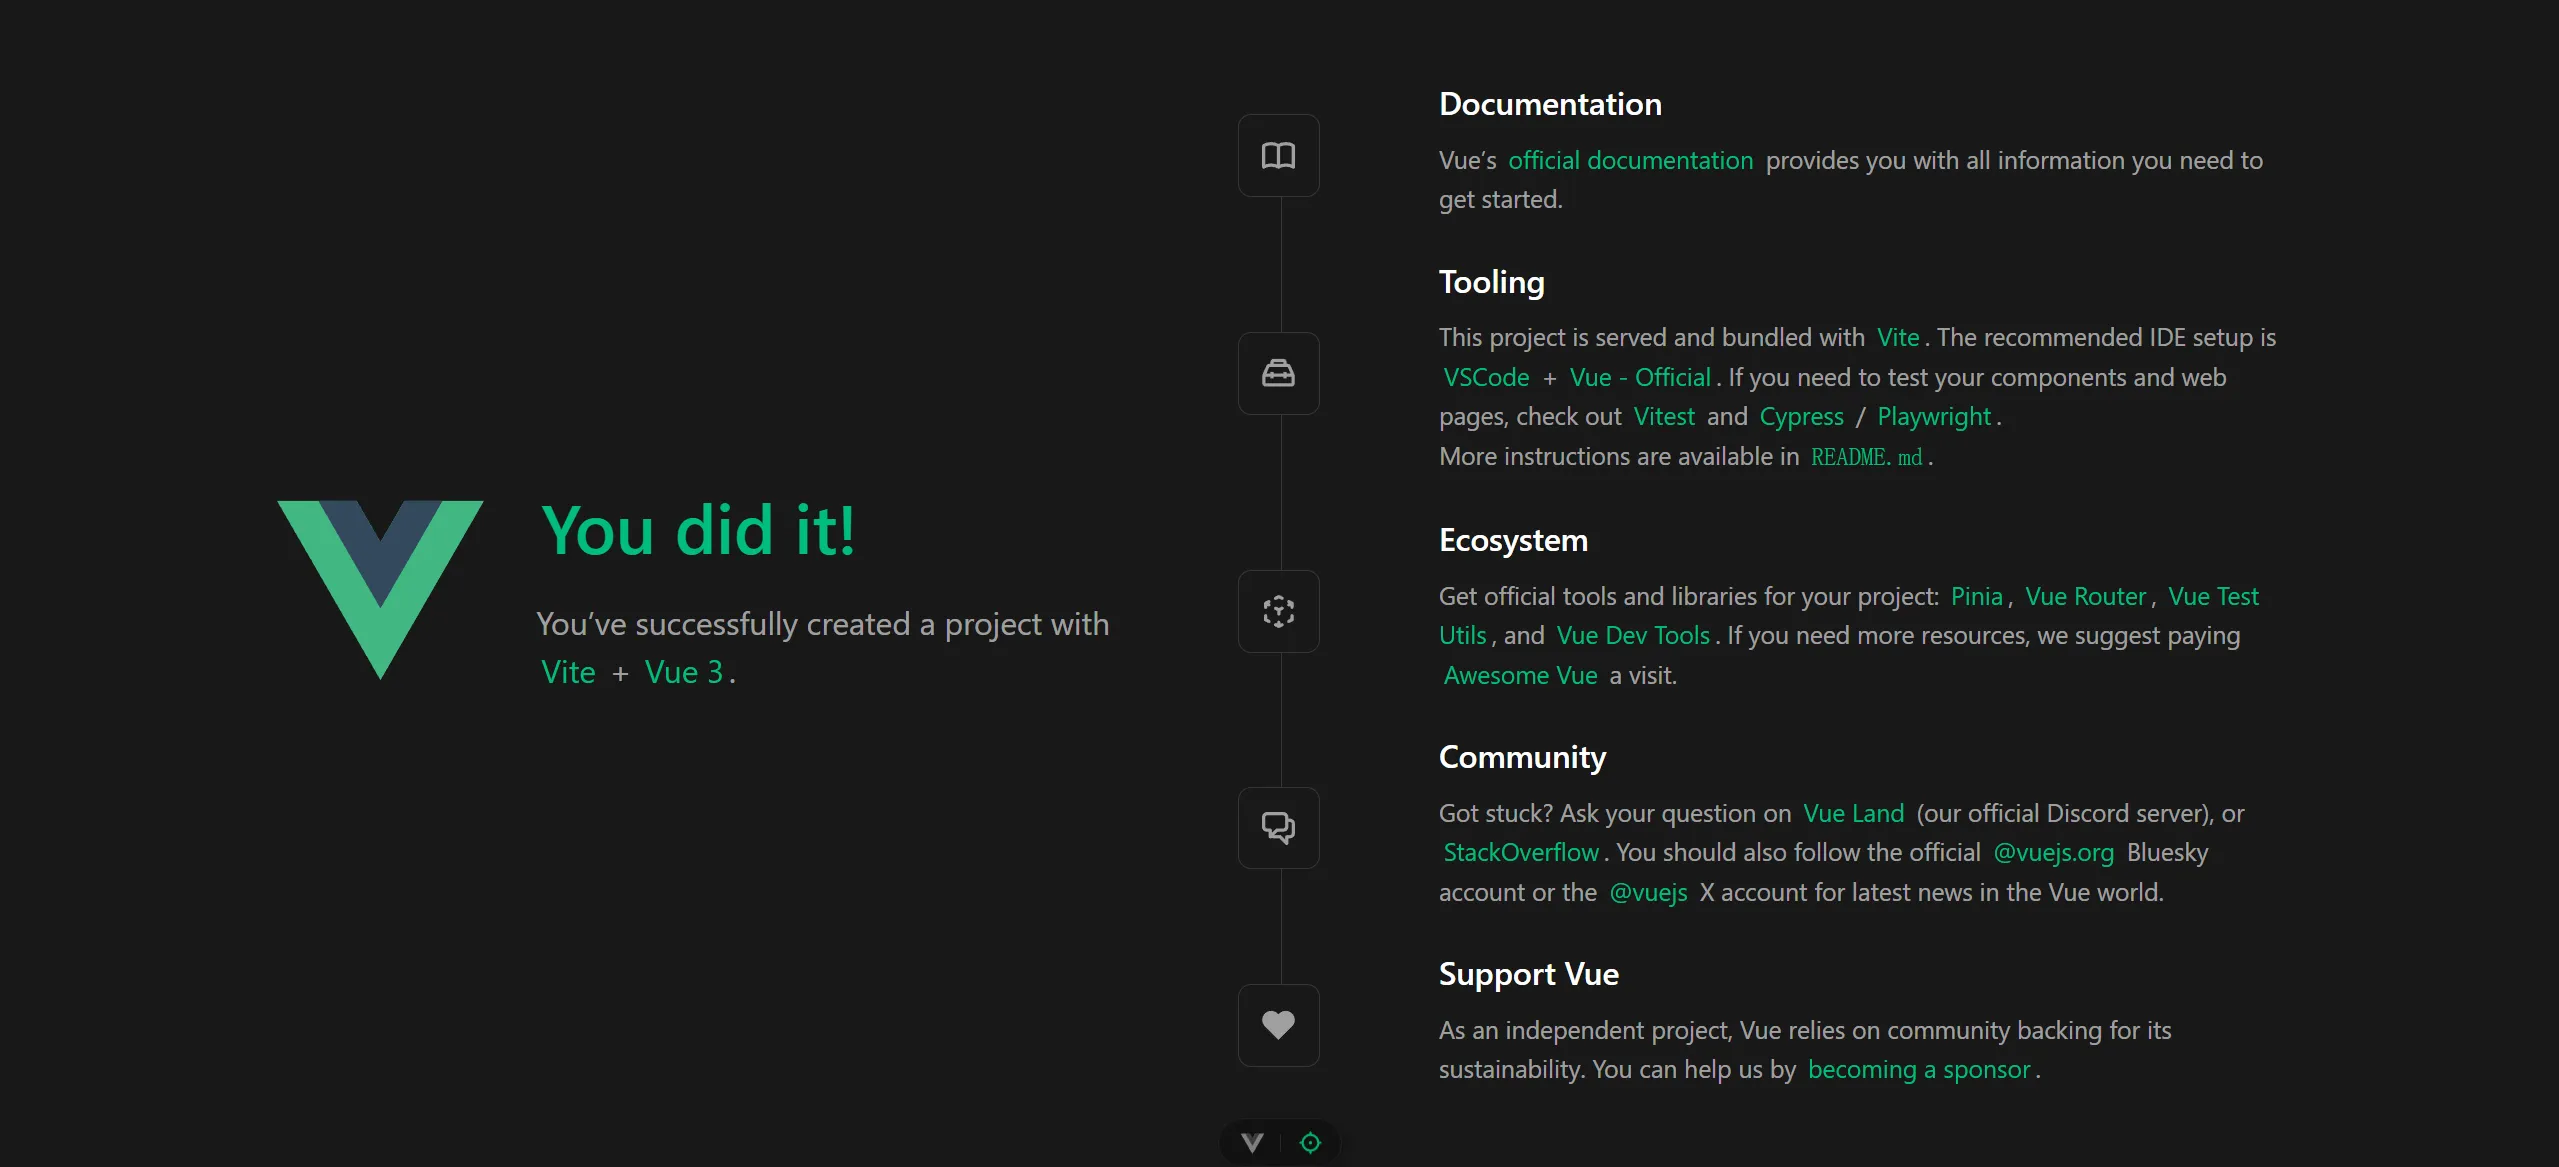 You did it!
You’ve successfully created a project with
Vite + Vue 3.
Documentation
Vue’s official documentation provides you with all information you need to
get started.
Tooling
This project is served and bundled with Vite. The recommended IDE setup is
VSCode + Vue - Official. If you need to test your components and web
pages, check out Vitest and Cypress / Playwright.
More instructions are available in README.md.
Ecosystem
Get official tools and libraries for your project: Pinia, Vue Router, Vue Test
Utils, and Vue Dev Tools. If you need more resources, we suggest paying
Awesome Vue a visit.
Community
Got stuck? Ask your question on Vue Land (our official Discord server), or
StackOverflow. You should also follow the official @vuejs.org Bluesky
account or the @vuejs X account for latest news in the Vue world.
Support Vue
As an independent project, Vue relies on community backing for its
sustainability. You can help us by becoming a sponsor.